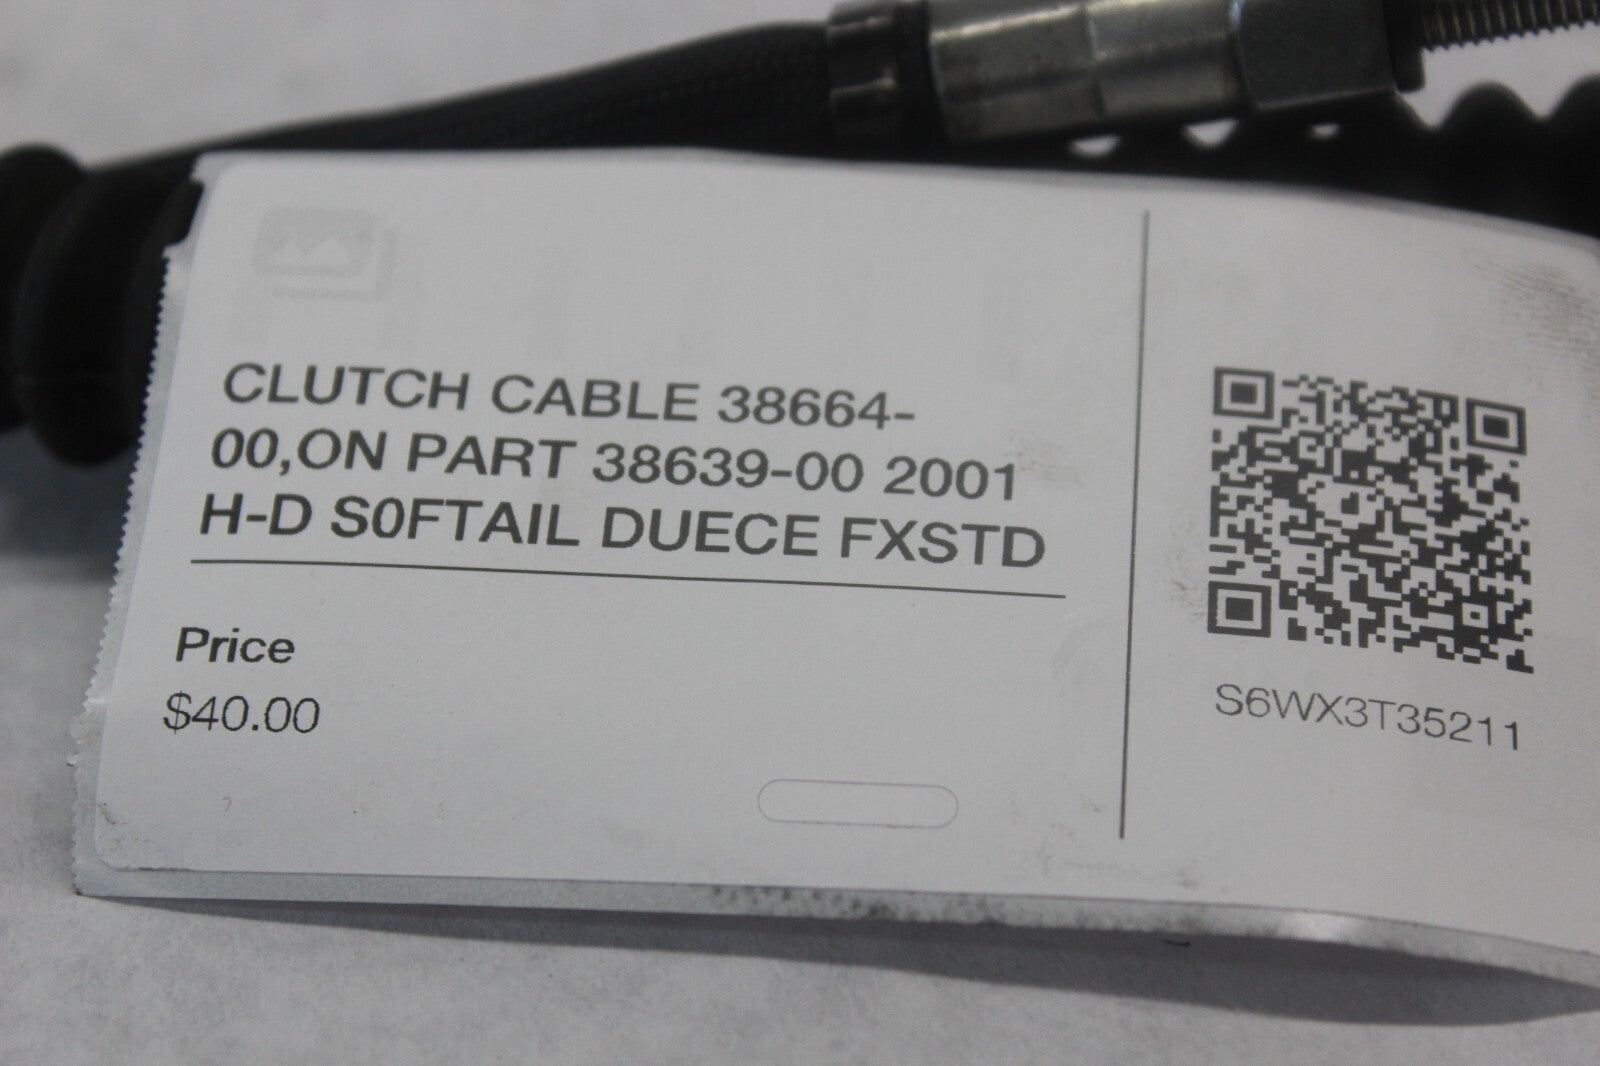 CLUTCH CABLE 38664-
00,ON PART 38639-00 2001
H-D S0FTAIL DUECE FXSTD
Price
$40.00
S6WX3T35211